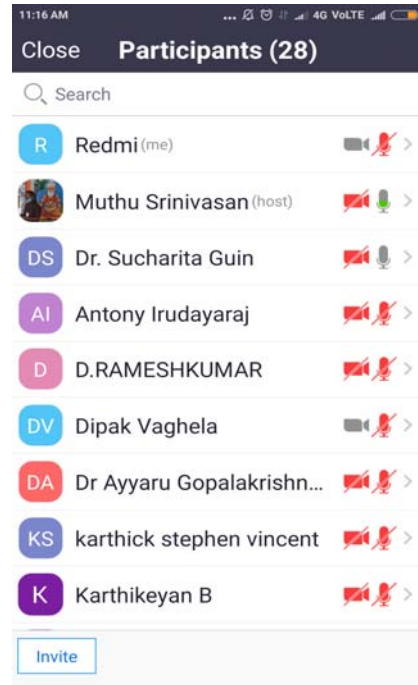 11:16 AM ... 4G VoLTE
Close Participants (28)
Search
R Redmi (me)
Muthu Srinivasan (host)
DS Dr. Sucharita Guin
AI Antony Irudayaraj
D D.RAMESHKUMAR
DV Dipak Vaghela
DA Dr Ayyaru Gopalakrishn...
KS karthick stephen vincent
K Karthikeyan B
Invite